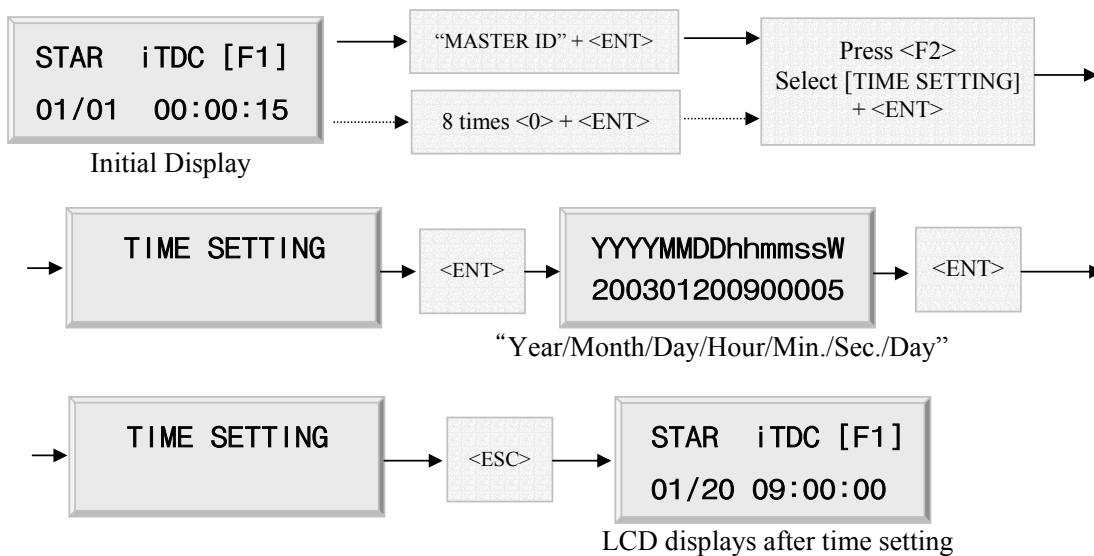 STAR iTDC [F1]
01/01 00:00:15
Initial Display
“MASTER ID” + <ENT>
8 times <0> + <ENT>
Press <F2>
Select [TIME SETTING]
+ <ENT>
TIME SETTING
<ENT>
YYYYMMDDhhmmssW
200301200900005
“Year/Month/Day/Hour/Min./Sec./Day”
<ENT>
TIME SETTING
<ESC>
STAR iTDC [F1]
01/20 09:00:00
LCD displays after time setting